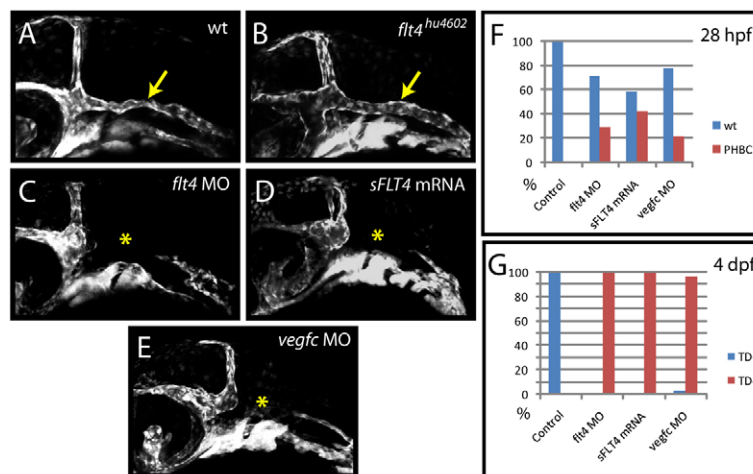 A wt
B flt4 hu4602
C flt4 MO
D sFLT4 mRNA
E vegfc MO
F 28 hpf
100
80
60
40
20
0
%
Control
flt4 MO
sFLT4 mRNA
vegfc MO
wt
PHBC
G 4 dpf
100
80
60
40
20
0
%
Control
flt4 MO
sFLT4 mRNA
vegfc MO
TD
TD